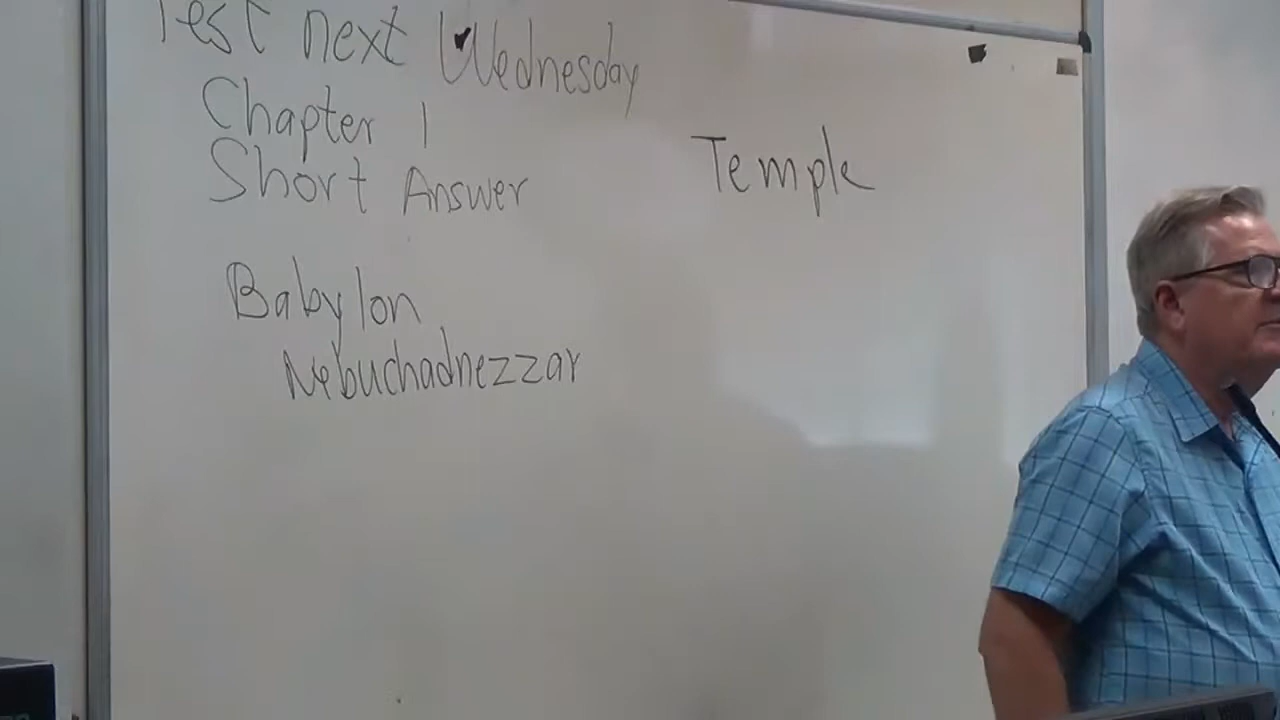 Test next Wednesday
Chapter 1
Short Answer
Temple
Babylon
Nebuchadnezzar